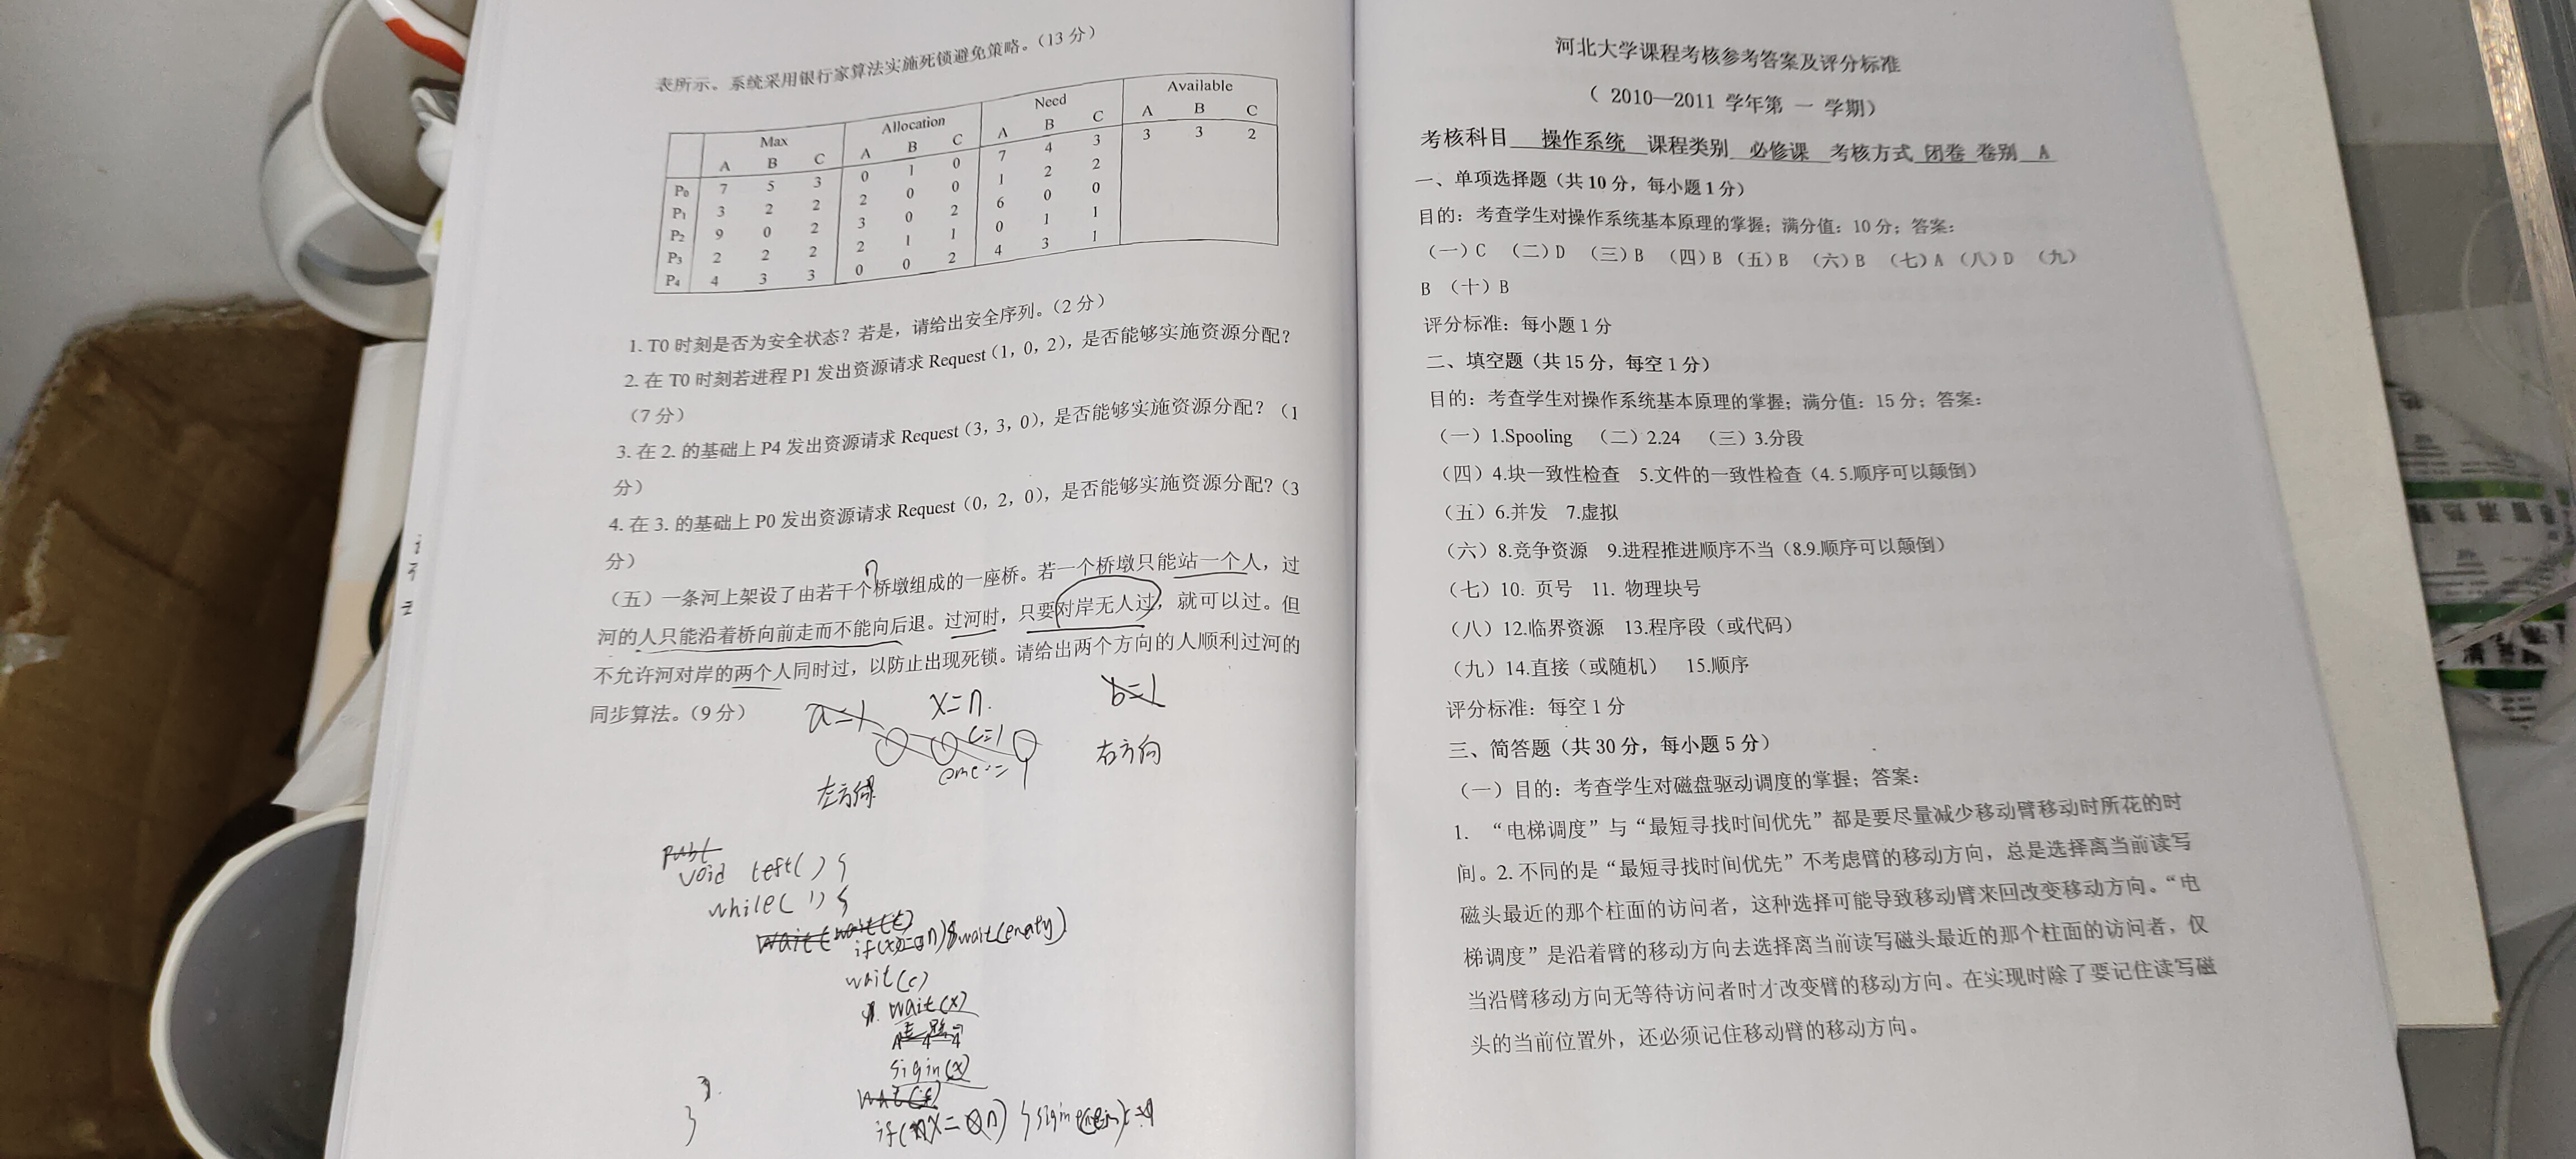 表所示。系统采用银行家算法实施死锁避免策略。（13 分）
Max Allocation Need Available
A B C A B C A B C A B C
P0 7 5 3 0 1 0 7 4 3 3 3 2
P1 3 2 2 2 0 0 1 2 2
P2 9 0 2 3 0 2 6 0 0
P3 2 2 2 2 1 1 0 1 1
P4 4 3 3 0 0 2 4 3 1
1. T0 时刻是否为安全状态？若是，请给出安全序列。（2 分）
2. 在 T0 时刻若进程 P1 发出资源请求 Request（1，0，2），是否能够实施资源分配？
（7 分）
3. 在 2. 的基础上 P4 发出资源请求 Request（3，3，0），是否能够实施资源分配？（1
分）
4. 在 3. 的基础上 P0 发出资源请求 Request（0，2，0），是否能够实施资源分配？（3
分）
n
（五）一条河上架设了由若干个桥墩组成的一座桥。若一个桥墩只能站一个人，过
河的人只能沿着桥向前走而不能向后退。过河时，只要对岸无人过，就可以过。但
不允许河对岸的两个人同时过，以防止出现死锁。请给出两个方向的人顺利过河的
同步算法。（9 分）
a=1 x=n. b=1
c=1
左方向 右方向
void left( ) {
while( 1) {
wait(c)
wait(x)
sigin(x)
}
}
河北大学课程考核参考答案及评分标准
（ 2010—2011 学年第 一 学期）
考核科目 操作系统 课程类别 必修课 考核方式 闭卷 卷别 A
一、单项选择题（共 10 分，每小题 1 分）
目的：考查学生对操作系统基本原理的掌握；满分值：10 分；答案：
（一）C （二）D （三）B （四）B （五）B （六）B （七）A （八）D （九）
B （十）B
评分标准：每小题 1 分
二、填空题（共 15 分，每空 1 分）
目的：考查学生对操作系统基本原理的掌握；满分值：15 分；答案：
（一）1.Spooling （二）2.24 （三）3.分段
（四）4.块一致性检查 5.文件的一致性检查（4. 5.顺序可以颠倒）
（五）6.并发 7.虚拟
（六）8.竞争资源 9.进程推进顺序不当（8.9.顺序可以颠倒）
（七）10. 页号 11. 物理块号
（八）12.临界资源 13.程序段（或代码）
（九）14.直接（或随机） 15.顺序
评分标准：每空 1 分
三、简答题（共 30 分，每小题 5 分）
（一）目的：考查学生对磁盘驱动调度的掌握；答案：
1. “电梯调度”与“最短寻找时间优先”都是要尽量减少移动臂移动时所花的时
间。2. 不同的是“最短寻找时间优先”不考虑臂的移动方向，总是选择离当前读写
磁头最近的那个柱面的访问者，这种选择可能导致移动臂来回改变移动方向。“电
梯调度”是沿着臂的移动方向去选择离当前读写磁头最近的那个柱面的访问者，仅
当沿臂移动方向无等待访问者时才改变臂的移动方向。在实现时除了要记住读写磁
头的当前位置外，还必须记住移动臂的移动方向。